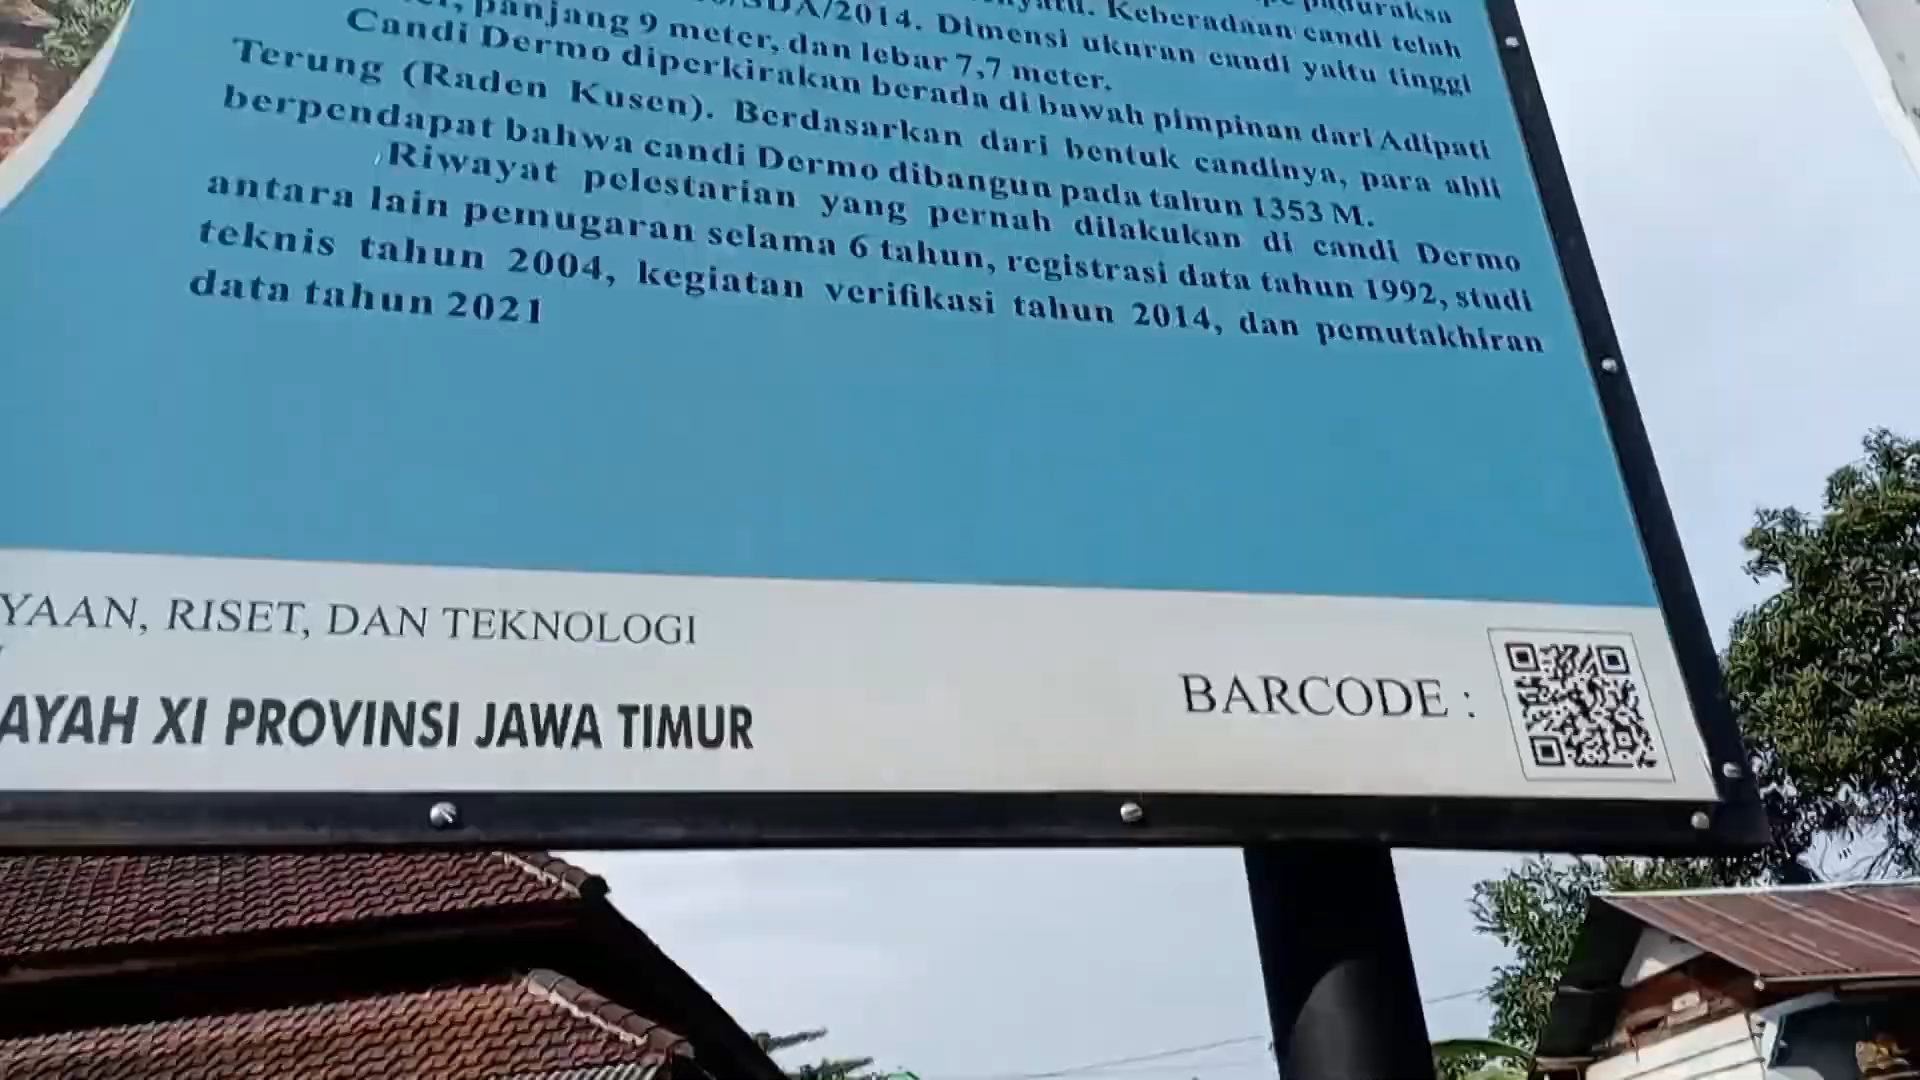 paduraksa
Keberadaan candi telah
/SDA/2014. Dimensi ukuran candi yaitu tinggi
panjang 9 meter, dan lebar 7,7 meter.
Candi Dermo diperkirakan berada di bawah pimpinan dari Adipati
Terung (Raden Kusen). Berdasarkan dari bentuk candinya, para ahli
berpendapat bahwa candi Dermo dibangun pada tahun 1353 M.
Riwayat pelestarian yang pernah dilakukan di candi Dermo
antara lain pemugaran selama 6 tahun, registrasi data tahun 1992, studi
teknis tahun 2004, kegiatan verifikasi tahun 2014, dan pemutakhiran
data tahun 2021
YAAN, RISET, DAN TEKNOLOGI
AYAH XI PROVINSI JAWA TIMUR
BARCODE :